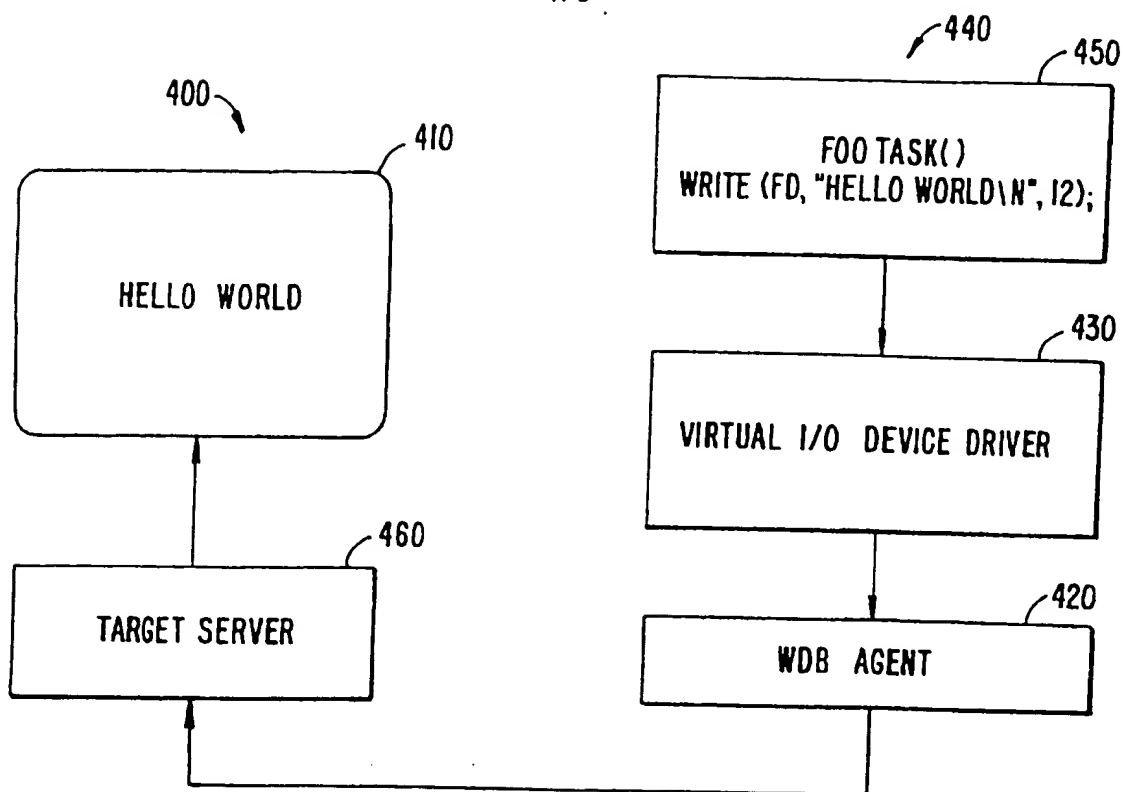 440
450
400
410
FOO TASK()
WRITE (FD, "HELLO WORLD\N", 12);
HELLO WORLD
430
VIRTUAL I/O DEVICE DRIVER
460
420
TARGET SERVER
WDB AGENT